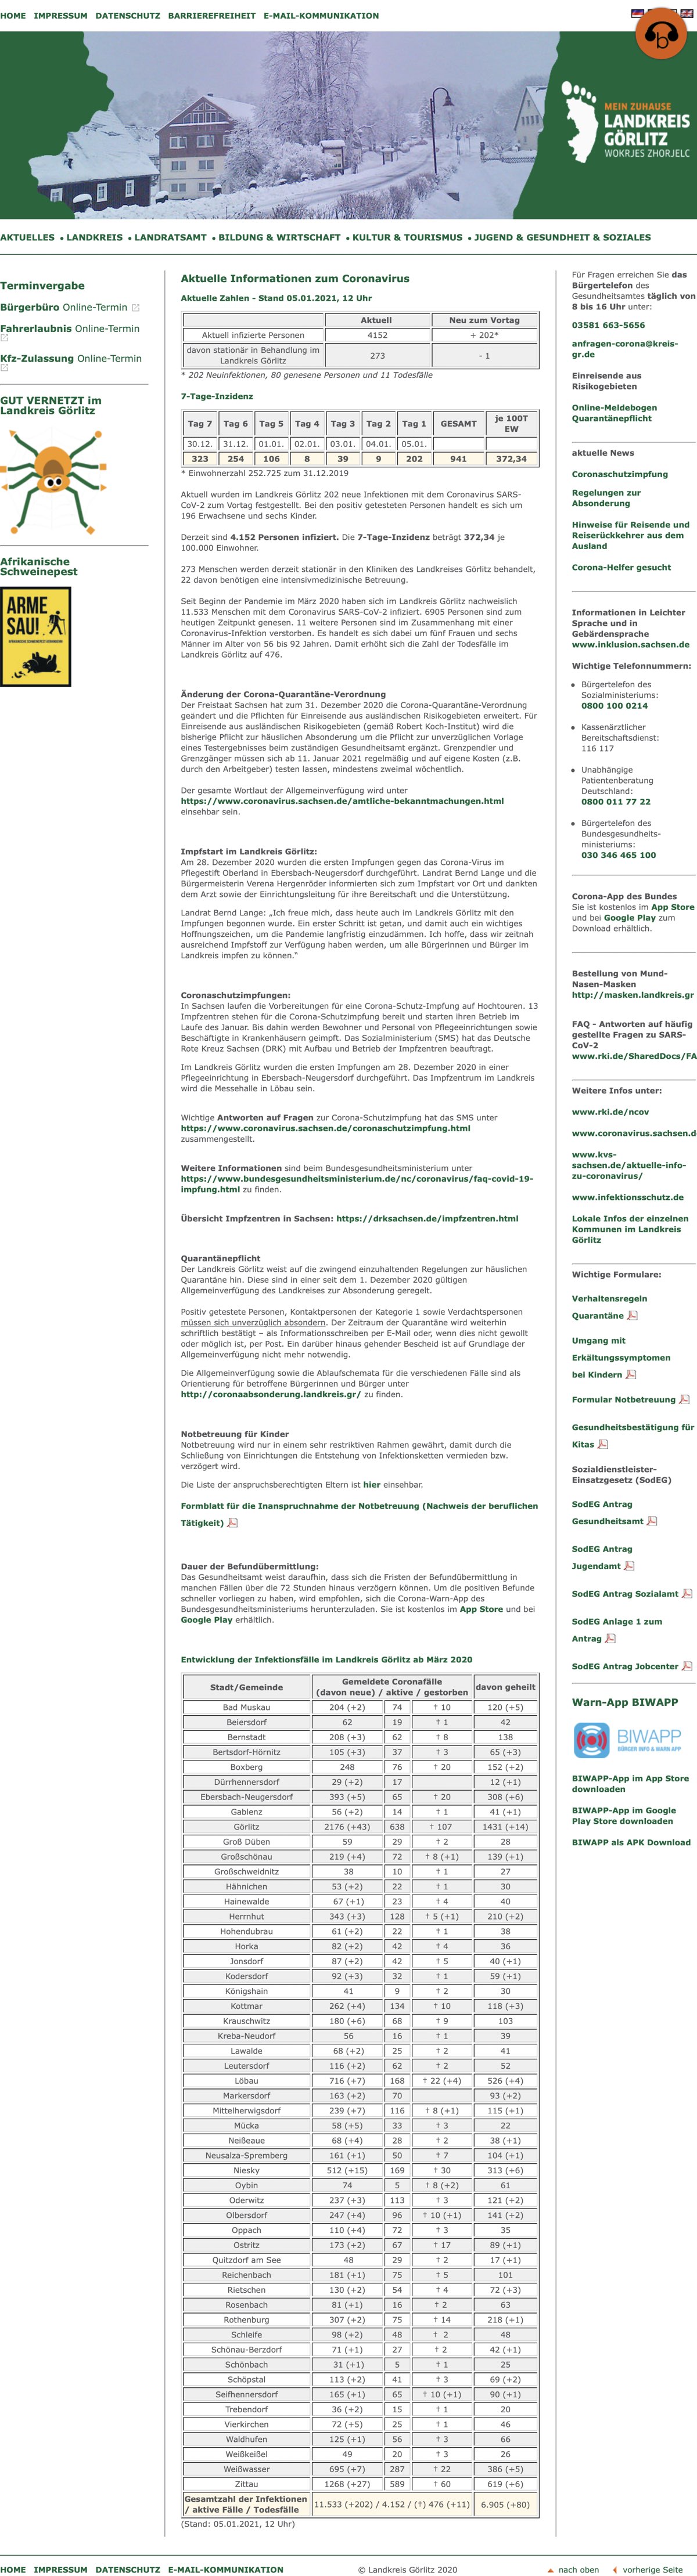 HOME IMPRESSUM DATENSCHUTZ BARRIEREFREIHEIT E-MAIL-KOMMUNIKATION
MEIN ZUHAUSE
LANDKREIS
GÖRLITZ
WOKRJES ZHORJELC
AKTUELLES • LANDKREIS • LANDRATSAMT • BILDUNG & WIRTSCHAFT • KULTUR & TOURISMUS • JUGEND & GESUNDHEIT & SOZIALES
Terminvergabe
Bürgerbüro Online-Termin
Fahrerlaubnis Online-Termin
Kfz-Zulassung Online-Termin
GUT VERNETZT im
Landkreis Görlitz
Afrikanische
Schweinepest
ARME
SAU!
Aktuelle Informationen zum Coronavirus
Aktuelle Zahlen - Stand 05.01.2021, 12 Uhr
Aktuell Neu zum Vortag
Aktuell infizierte Personen 4152 + 202*
davon stationär in Behandlung im
Landkreis Görlitz 273 - 1
* 202 Neuinfektionen, 80 genesene Personen und 11 Todesfälle
7-Tage-Inzidenz
Tag 7 Tag 6 Tag 5 Tag 4 Tag 3 Tag 2 Tag 1 GESAMT je 100T
EW
30.12. 31.12. 01.01. 02.01. 03.01. 04.01. 05.01.
323 254 106 8 39 9 202 941 372,34
* Einwohnerzahl 252.725 zum 31.12.2019
Aktuell wurden im Landkreis Görlitz 202 neue Infektionen mit dem Coronavirus SARS-
CoV-2 zum Vortag festgestellt. Bei den positiv getesteten Personen handelt es sich um
196 Erwachsene und sechs Kinder.
Derzeit sind 4.152 Personen infiziert. Die 7-Tage-Inzidenz beträgt 372,34 je
100.000 Einwohner.
273 Menschen werden derzeit stationär in den Kliniken des Landkreises Görlitz behandelt,
22 davon benötigen eine intensivmedizinische Betreuung.
Seit Beginn der Pandemie im März 2020 haben sich im Landkreis Görlitz nachweislich
11.533 Menschen mit dem Coronavirus SARS-CoV-2 infiziert. 6905 Personen sind zum
heutigen Zeitpunkt genesen. 11 weitere Personen sind im Zusammenhang mit einer
Coronavirus-Infektion verstorben. Es handelt es sich dabei um fünf Frauen und sechs
Männer im Alter von 56 bis 92 Jahren. Damit erhöht sich die Zahl der Todesfälle im
Landkreis Görlitz auf 476.
Änderung der Corona-Quarantäne-Verordnung
Der Freistaat Sachsen hat zum 31. Dezember 2020 die Corona-Quarantäne-Verordnung
geändert und die Pflichten für Einreisende aus ausländischen Risikogebieten erweitert. Für
Einreisende aus ausländischen Risikogebieten (gemäß Robert Koch-Institut) wird die
bisherige Pflicht zur häuslichen Absonderung um die Pflicht zur unverzüglichen Vorlage
eines Testergebnisses beim zuständigen Gesundheitsamt ergänzt. Grenzpendler und
Grenzgänger müssen sich ab 11. Januar 2021 regelmäßig und auf eigene Kosten (z.B.
durch den Arbeitgeber) testen lassen, mindestens zweimal wöchentlich.
Der gesamte Wortlaut der Allgemeinverfügung wird unter
https://www.coronavirus.sachsen.de/amtliche-bekanntmachungen.html
einsehbar sein.
Impfstart im Landkreis Görlitz:
Am 28. Dezember 2020 wurden die ersten Impfungen gegen das Corona-Virus im
Pflegestift Oberland in Ebersbach-Neugersdorf durchgeführt. Landrat Bernd Lange und die
Bürgermeisterin Verena Hergenröder informierten sich zum Impfstart vor Ort und dankten
dem Arzt sowie der Einrichtungsleitung für ihre Bereitschaft und die Unterstützung.
Landrat Bernd Lange: „Ich freue mich, dass heute auch im Landkreis Görlitz mit den
Impfungen begonnen wurde. Ein erster Schritt ist getan, und damit auch ein wichtiges
Hoffnungszeichen, um die Pandemie langfristig einzudämmen. Ich hoffe, dass wir zeitnah
ausreichend Impfstoff zur Verfügung haben werden, um alle Bürgerinnen und Bürger im
Landkreis impfen zu können.“
Coronaschutzimpfungen:
In Sachsen laufen die Vorbereitungen für eine Corona-Schutz-Impfung auf Hochtouren. 13
Impfzentren stehen für die Corona-Schutzimpfung bereit und starten ihren Betrieb im
Laufe des Januar. Bis dahin werden Bewohner und Personal von Pflegeeinrichtungen sowie
Beschäftigte in Krankenhäusern geimpft. Das Sozialministerium (SMS) hat das Deutsche
Rote Kreuz Sachsen (DRK) mit Aufbau und Betrieb der Impfzentren beauftragt.
Im Landkreis Görlitz wurden die ersten Impfungen am 28. Dezember 2020 in einer
Pflegeeinrichtung in Ebersbach-Neugersdorf durchgeführt. Das Impfzentrum im Landkreis
wird die Messehalle in Löbau sein.
Wichtige Antworten auf Fragen zur Corona-Schutzimpfung hat das SMS unter
https://www.coronavirus.sachsen.de/coronaschutzimpfung.html
zusammengestellt.
Weitere Informationen sind beim Bundesgesundheitsministerium unter
https://www.bundesgesundheitsministerium.de/nc/coronavirus/faq-covid-19-
impfung.html zu finden.
Übersicht Impfzentren in Sachsen: https://drksachsen.de/impfzentren.html
Quarantänepflicht
Der Landkreis Görlitz weist auf die zwingend einzuhaltenden Regelungen zur häuslichen
Quarantäne hin. Diese sind in einer seit dem 1. Dezember 2020 gültigen
Allgemeinverfügung des Landkreises zur Absonderung geregelt.
Positiv getestete Personen, Kontaktpersonen der Kategorie 1 sowie Verdachtspersonen
müssen sich unverzüglich absondern. Der Zeitraum der Quarantäne wird weiterhin
schriftlich bestätigt – als Informationsschreiben per E-Mail oder, wenn dies nicht gewollt
oder möglich ist, per Post. Ein darüber hinaus gehender Bescheid ist auf Grundlage der
Allgemeinverfügung nicht mehr notwendig.
Die Allgemeinverfügung sowie die Ablaufschemata für die verschiedenen Fälle sind als
Orientierung für betroffene Bürgerinnen und Bürger unter
http://coronaabsonderung.landkreis.gr/ zu finden.
Notbetreuung für Kinder
Notbetreuung wird nur in einem sehr restriktiven Rahmen gewährt, damit durch die
Schließung von Einrichtungen die Entstehung von Infektionsketten vermieden bzw.
verzögert wird.
Die Liste der anspruchsberechtigten Eltern ist hier einsehbar.
Formblatt für die Inanspruchnahme der Notbetreuung (Nachweis der beruflichen
Tätigkeit)
Dauer der Befundübermittlung:
Das Gesundheitsamt weist daraufhin, dass sich die Fristen der Befundübermittlung in
manchen Fällen über die 72 Stunden hinaus verzögern können. Um die positiven Befunde
schneller vorliegen zu haben, wird empfohlen, sich die Corona-Warn-App des
Bundesgesundheitsministeriums herunterzuladen. Sie ist kostenlos im App Store und bei
Google Play erhältlich.
Entwicklung der Infektionsfälle im Landkreis Görlitz ab März 2020
Stadt/Gemeinde Gemeldete Coronafälle
(davon neue) / aktive / gestorben davon geheilt
Bad Muskau 204 (+2) 74 † 10 120 (+5)
Beiersdorf 62 19 † 1 42
Bernstadt 208 (+3) 62 † 8 138
Bertsdorf-Hörnitz 105 (+3) 37 † 3 65 (+3)
Boxberg 248 76 † 20 152 (+2)
Dürrhennersdorf 29 (+2) 17 12 (+1)
Ebersbach-Neugersdorf 393 (+5) 65 † 20 308 (+6)
Gablenz 56 (+2) 14 † 1 41 (+1)
Görlitz 2176 (+43) 638 † 107 1431 (+14)
Groß Düben 59 29 † 2 28
Großschönau 219 (+4) 72 † 8 (+1) 139 (+1)
Großschweidnitz 38 10 † 1 27
Hähnichen 53 (+2) 22 † 1 30
Hainewalde 67 (+1) 23 † 4 40
Herrnhut 343 (+3) 128 † 5 (+1) 210 (+2)
Hohendubrau 61 (+2) 22 † 1 38
Horka 82 (+2) 42 † 4 36
Jonsdorf 87 (+2) 42 † 5 40 (+1)
Kodersdorf 92 (+3) 32 † 1 59 (+1)
Königshain 41 9 † 2 30
Kottmar 262 (+4) 134 † 10 118 (+3)
Krauschwitz 180 (+6) 68 † 9 103
Kreba-Neudorf 56 16 † 1 39
Lawalde 68 (+2) 25 † 2 41
Leutersdorf 116 (+2) 62 † 2 52
Löbau 716 (+7) 168 † 22 (+4) 526 (+4)
Markersdorf 163 (+2) 70 93 (+2)
Mittelherwigsdorf 239 (+7) 116 † 8 (+1) 115 (+1)
Mücka 58 (+5) 33 † 3 22
Neißeaue 68 (+4) 28 † 2 38 (+1)
Neusalza-Spremberg 161 (+1) 50 † 7 104 (+1)
Niesky 512 (+15) 169 † 30 313 (+6)
Oybin 74 5 † 8 (+2) 61
Oderwitz 237 (+3) 113 † 3 121 (+2)
Olbersdorf 247 (+4) 96 † 10 (+1) 141 (+2)
Oppach 110 (+4) 72 † 3 35
Ostritz 173 (+2) 67 † 17 89 (+1)
Quitzdorf am See 48 29 † 2 17 (+1)
Reichenbach 181 (+1) 75 † 5 101
Rietschen 130 (+2) 54 † 4 72 (+3)
Rosenbach 81 (+1) 16 † 2 63
Rothenburg 307 (+2) 75 † 14 218 (+1)
Schleife 98 (+2) 48 † 2 48
Schönau-Berzdorf 71 (+1) 27 † 2 42 (+1)
Schönbach 31 (+1) 5 † 1 25
Schöpstal 113 (+2) 41 † 3 69 (+2)
Seifhennersdorf 165 (+1) 65 † 10 (+1) 90 (+1)
Trebendorf 36 (+2) 15 † 1 20
Vierkirchen 72 (+5) 25 † 1 46
Waldhufen 125 (+1) 56 † 3 66
Weißkeißel 49 20 † 3 26
Weißwasser 695 (+7) 287 † 22 386 (+5)
Zittau 1268 (+27) 589 † 60 619 (+6)
Gesamtzahl der Infektionen
/ aktive Fälle / Todesfälle 11.533 (+202) / 4.152 / (†) 476 (+11) 6.905 (+80)
(Stand: 05.01.2021, 12 Uhr)
Für Fragen erreichen Sie das
Bürgertelefon des
Gesundheitsamtes täglich von
8 bis 16 Uhr unter:
03581 663-5656
anfragen-corona@kreis-
gr.de
Einreisende aus
Risikogebieten
Online-Meldebogen
Quarantänepflicht
aktuelle News
Coronaschutzimpfung
Regelungen zur
Absonderung
Hinweise für Reisende und
Reiserückkehrer aus dem
Ausland
Corona-Helfer gesucht
Informationen in Leichter
Sprache und in
Gebärdensprache
www.inklusion.sachsen.de
Wichtige Telefonnummern:
• Bürgertelefon des
Sozialministeriums:
0800 100 0214
• Kassenärztlicher
Bereitschaftsdienst:
116 117
• Unabhängige
Patientenberatung
Deutschland:
0800 011 77 22
• Bürgertelefon des
Bundesgesundheits-
ministeriums:
030 346 465 100
Corona-App des Bundes
Sie ist kostenlos im App Store
und bei Google Play zum
Download erhältlich.
Bestellung von Mund-
Nasen-Masken
http://masken.landkreis.gr
FAQ - Antworten auf häufig
gestellte Fragen zu SARS-
CoV-2
www.rki.de/SharedDocs/FA
Weitere Infos unter:
www.rki.de/ncov
www.coronavirus.sachsen.d
www.kvs-
sachsen.de/aktuelle-info-
zu-coronavirus/
www.infektionsschutz.de
Lokale Infos der einzelnen
Kommunen im Landkreis
Görlitz
Wichtige Formulare:
Verhaltensregeln
Quarantäne
Umgang mit
Erkältungssymptomen
bei Kindern
Formular Notbetreuung
Gesundheitsbestätigung für
Kitas
Sozialdienstleister-
Einsatzgesetz (SodEG)
SodEG Antrag
Gesundheitsamt
SodEG Antrag
Jugendamt
SodEG Antrag Sozialamt
SodEG Anlage 1 zum
Antrag
SodEG Antrag Jobcenter
Warn-App BIWAPP
BIWAPP
BÜRGER INFO & WARN APP
BIWAPP-App im App Store
downloaden
BIWAPP-App im Google
Play Store downloaden
BIWAPP als APK Download
HOME IMPRESSUM DATENSCHUTZ E-MAIL-KOMMUNIKATION © Landkreis Görlitz 2020 nach oben vorherige Seite